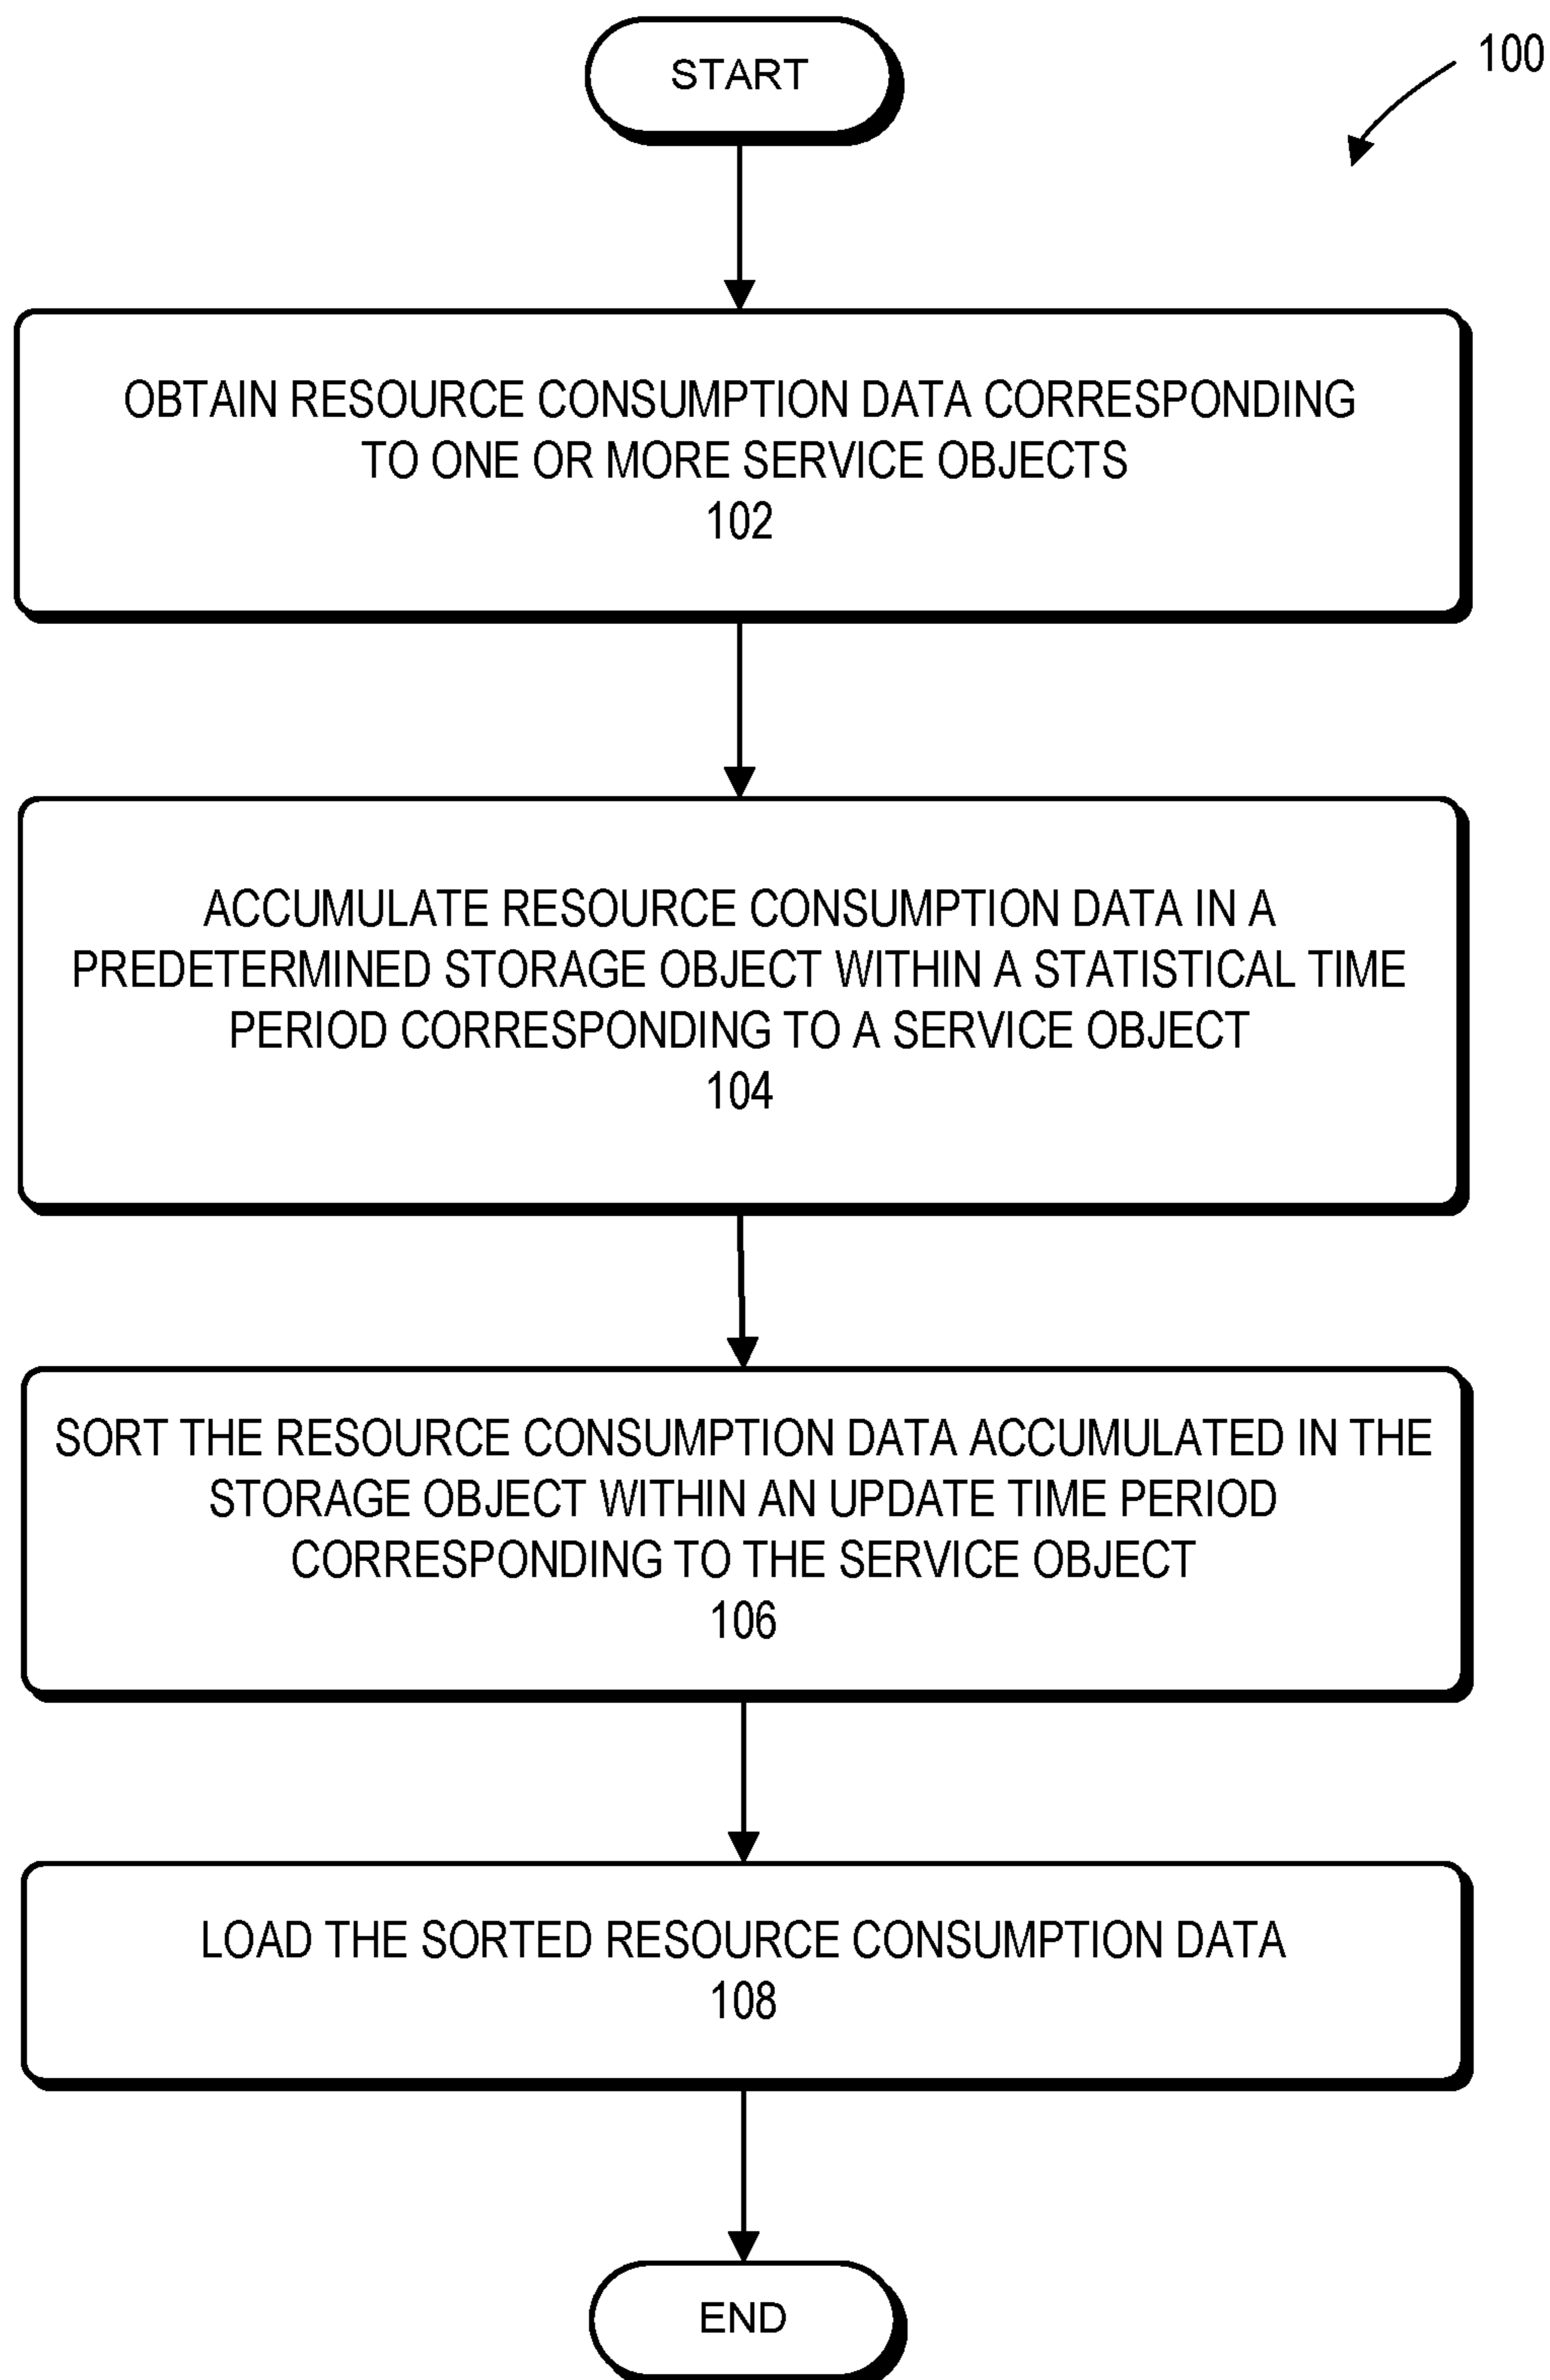 START
100
OBTAIN RESOURCE CONSUMPTION DATA CORRESPONDING
TO ONE OR MORE SERVICE OBJECTS
102
ACCUMULATE RESOURCE CONSUMPTION DATA IN A
PREDETERMINED STORAGE OBJECT WITHIN A STATISTICAL TIME
PERIOD CORRESPONDING TO A SERVICE OBJECT
104
SORT THE RESOURCE CONSUMPTION DATA ACCUMULATED IN THE
STORAGE OBJECT WITHIN AN UPDATE TIME PERIOD
CORRESPONDING TO THE SERVICE OBJECT
106
LOAD THE SORTED RESOURCE CONSUMPTION DATA
108
END